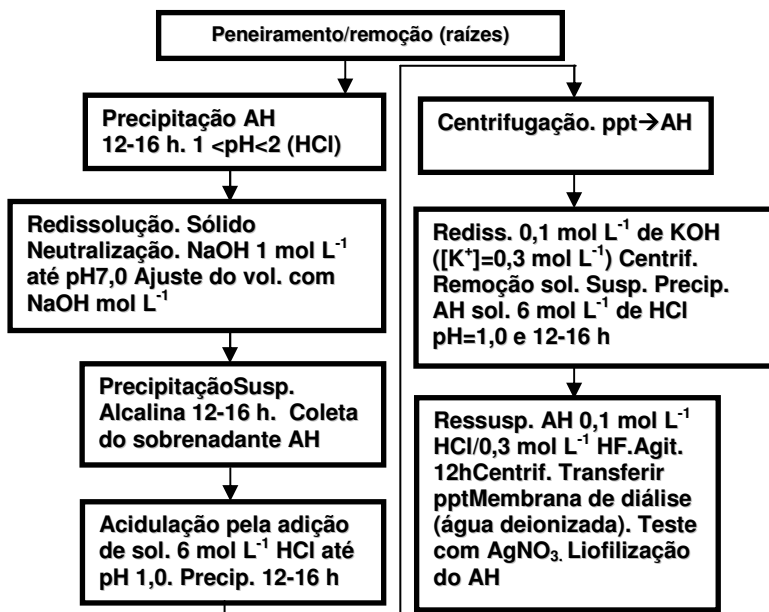 Peneiramento/remoção (raízes)
Precipitação AH
12-16 h. 1 <pH<2 (HCl)
Redissolução. Sólido
Neutralização. NaOH 1 mol L⁻¹
até pH7,0 Ajuste do vol. com
NaOH mol L⁻¹
PrecipitaçãoSusp.
Alcalina 12-16 h. Coleta
do sobrenadante AH
Acidulação pela adição
de sol. 6 mol L⁻¹ HCl até
pH 1,0. Precip. 12-16 h
Centrifugação. ppt→AH
Rediss. 0,1 mol L⁻¹ de KOH
([K⁺]=0,3 mol L⁻¹) Centrif.
Remoção sol. Susp. Precip.
AH sol. 6 mol L⁻¹ de HCl
pH=1,0 e 12-16 h
Ressusp. AH 0,1 mol L⁻¹
HCl/0,3 mol L⁻¹ HF.Agit.
12hCentrif. Transferir
pptMembrana de diálise
(água deionizada). Teste
com AgNO₃. Liofilização
do AH